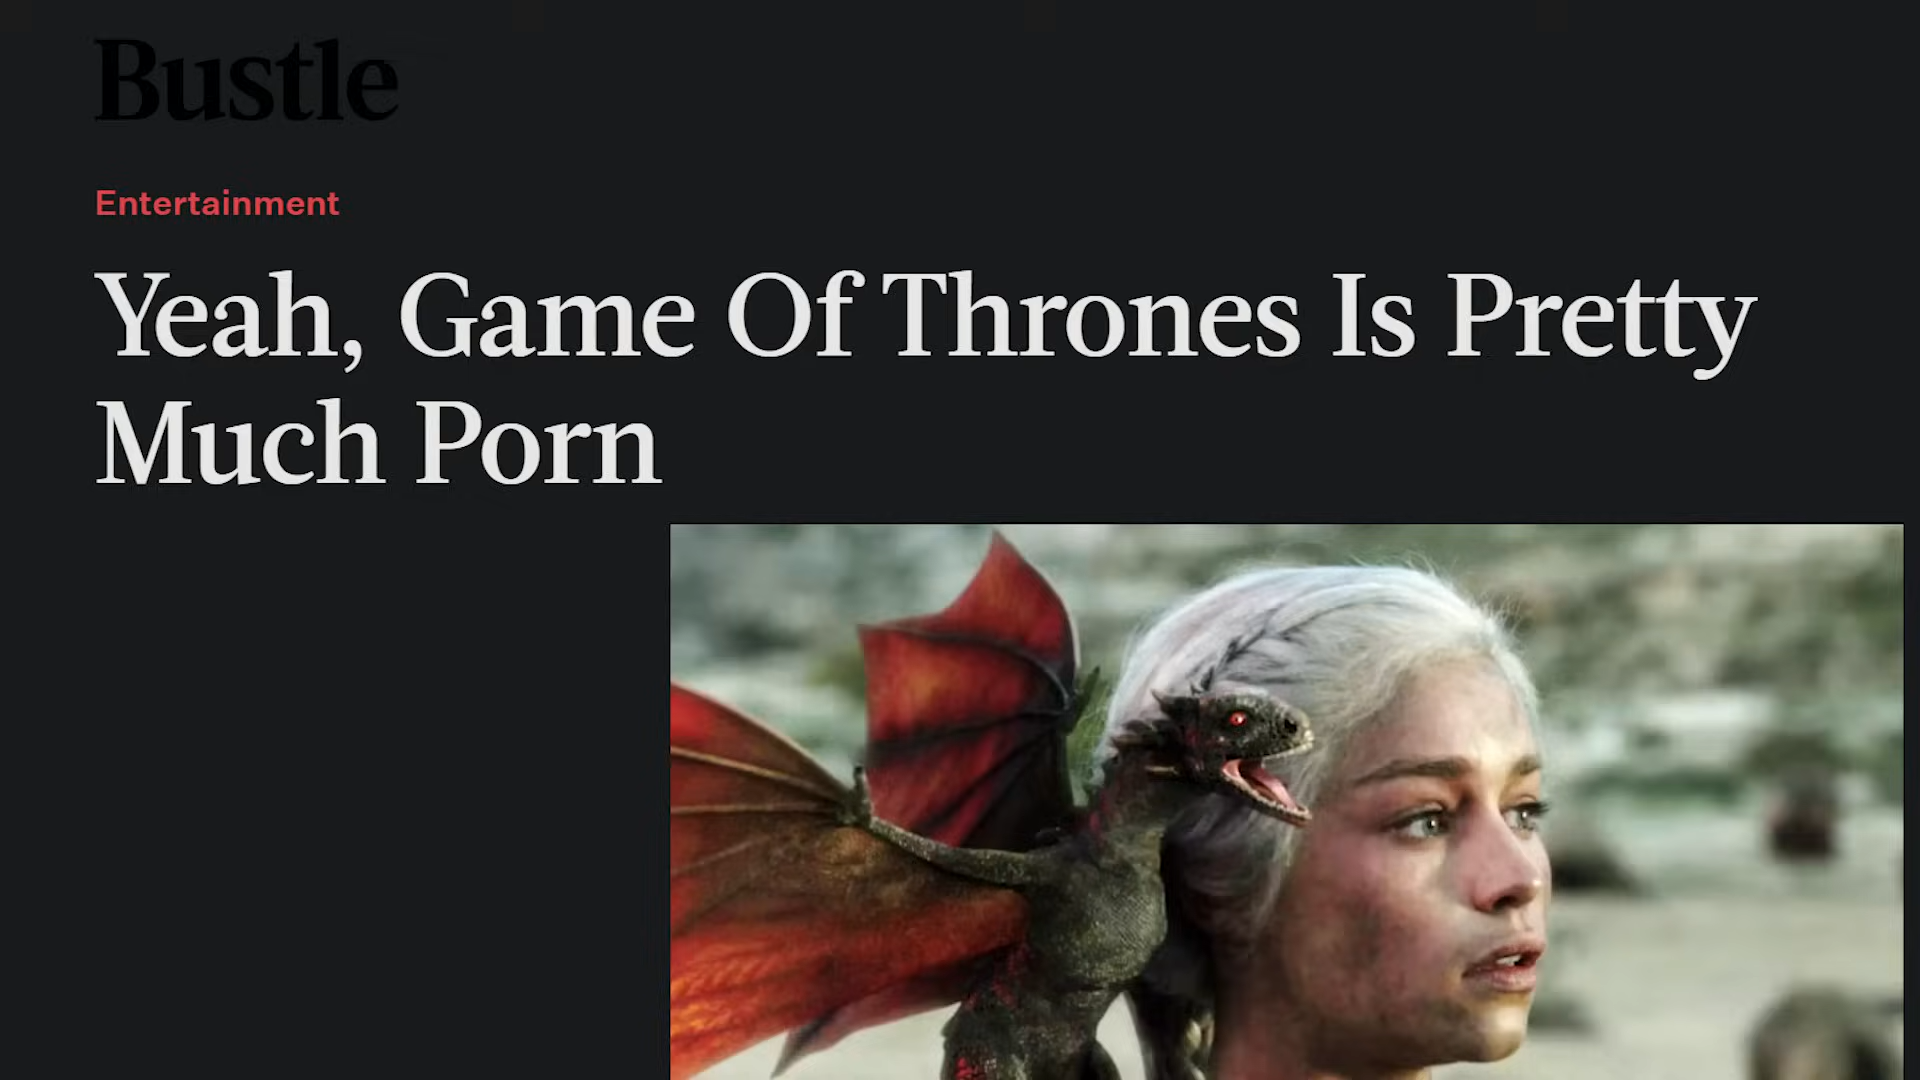 Bustle
Entertainment
Yeah, Game Of Thrones Is Pretty
Much Porn